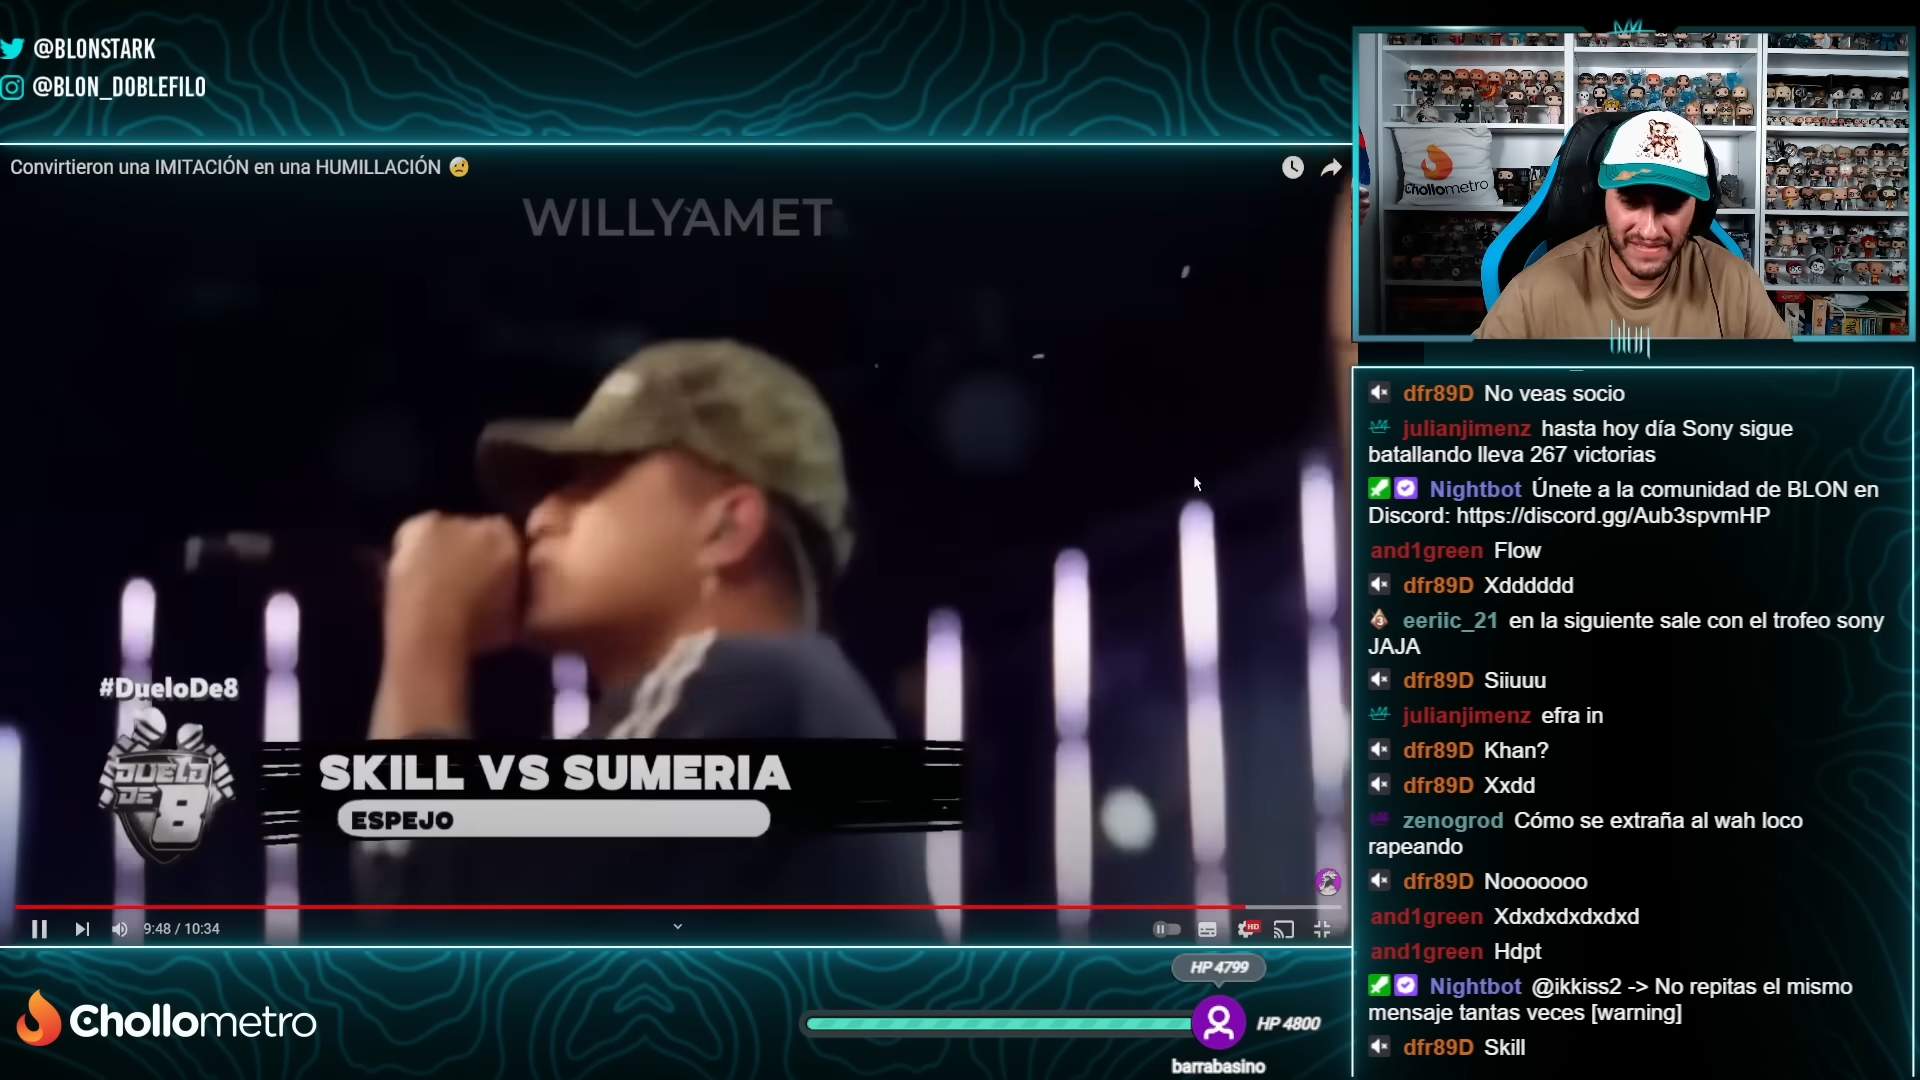 @BLONSTARK
@BLON_DOBLEFILO
Convirtieron una IMITACIÓN en una HUMILLACIÓN
WILLYAMET
#DueloDe8
DUELO
DE 8
SKILL VS SUMERIA
ESPEJO
9:48 / 10:34
HD
Chollometro
HP 4799
HP 4800
barrabasino
chollometro
dfr89D No veas socio
julianjimenz hasta hoy día Sony sigue
batallando lleva 267 victorias
Nightbot Únete a la comunidad de BLON en
Discord: https://discord.gg/Aub3spvmHP
and1green Flow
dfr89D Xdddddd
3 eeriic_21 en la siguiente sale con el trofeo sony
JAJA
dfr89D Siiuuu
julianjimenz efra in
dfr89D Khan?
dfr89D Xxdd
zenogrod Cómo se extraña al wah loco
rapeando
dfr89D Nooooooo
and1green Xdxdxdxdxdxd
and1green Hdpt
Nightbot @ikkiss2 -> No repitas el mismo
mensaje tantas veces [warning]
dfr89D Skill